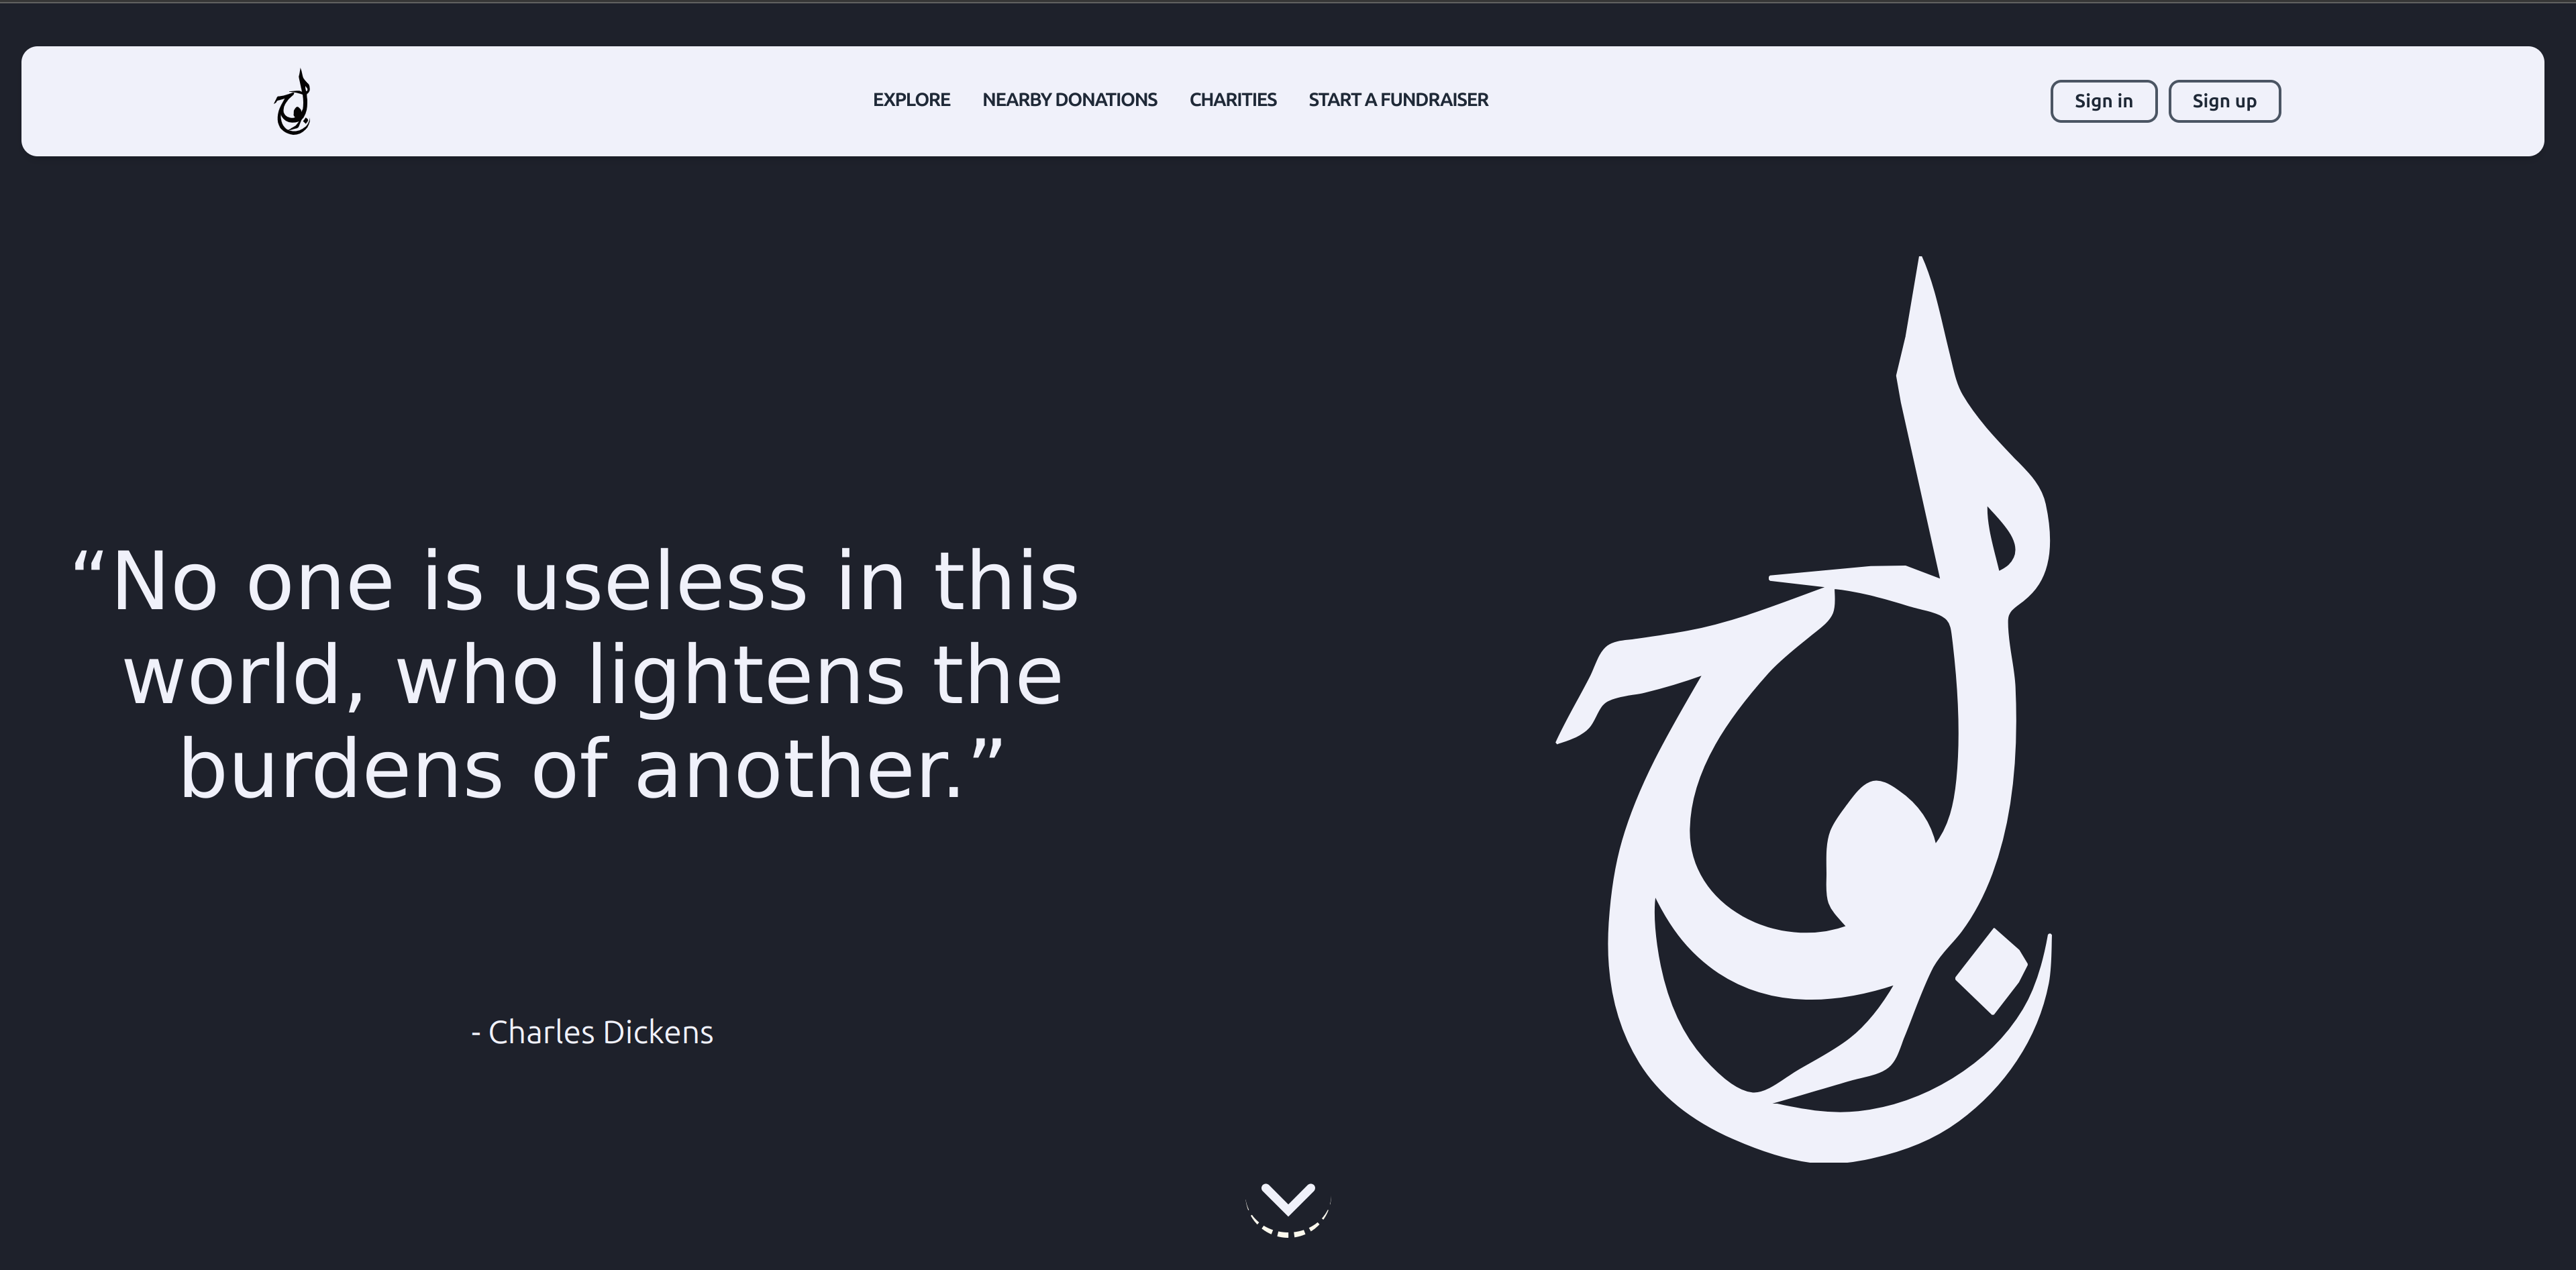 EXPLORE NEARBY DONATIONS CHARITIES START A FUNDRAISER Sign in Sign up
“No one is useless in this
world, who lightens the
burdens of another.”
- Charles Dickens